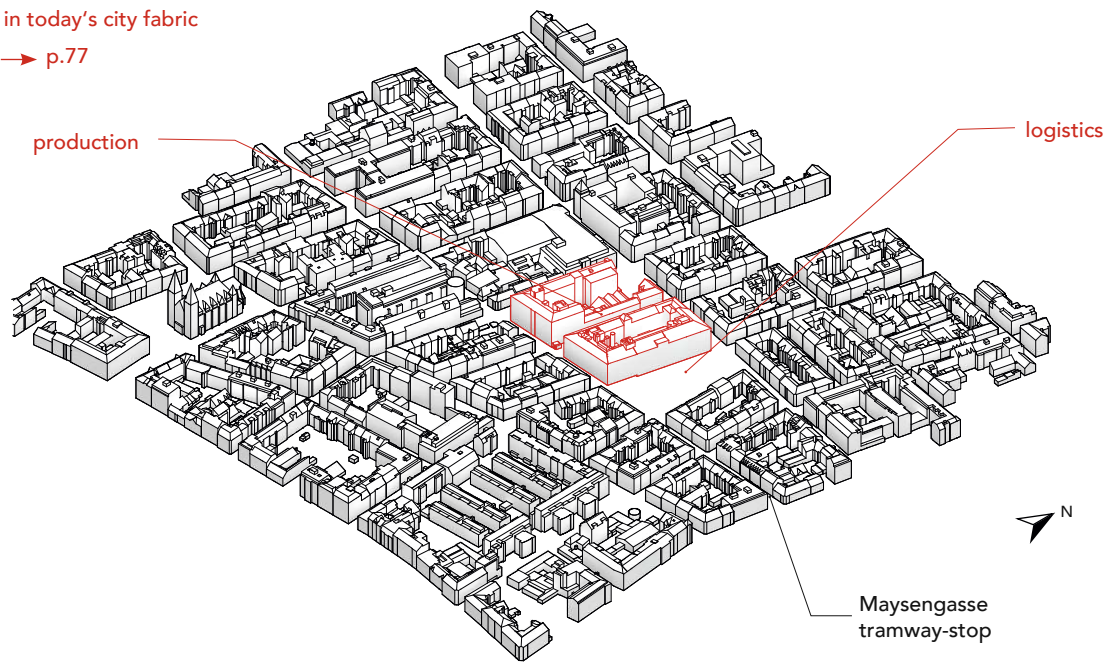 in today's city fabric
p.77
production
logistics
N
Maysengasse
tramway-stop